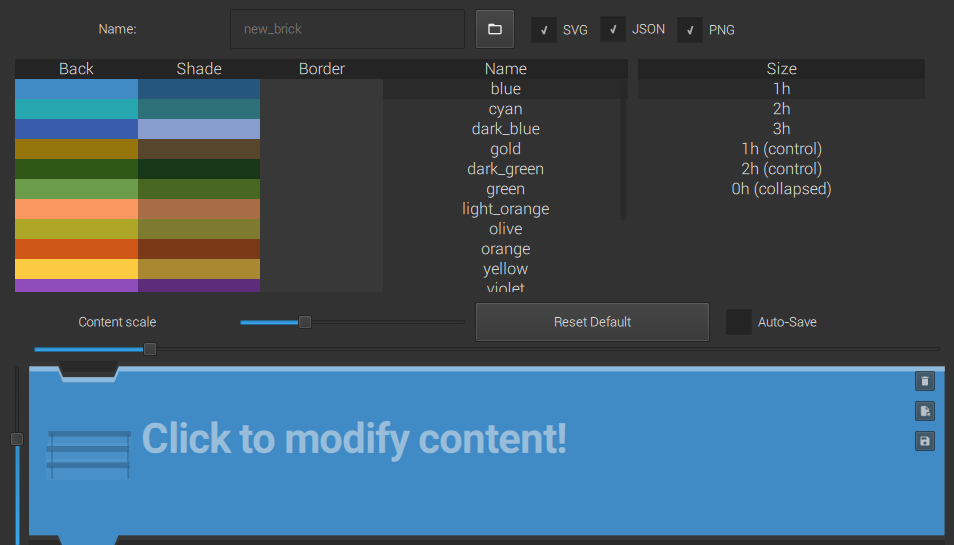 Name: new_brick SVG JSON PNG
Back Shade Border Name Size
blue 1h
cyan 2h
dark_blue 3h
gold 1h (control)
dark_green 2h (control)
green 0h (collapsed)
light_orange
olive
orange
yellow
violet
Content scale Reset Default Auto-Save
Click to modify content!